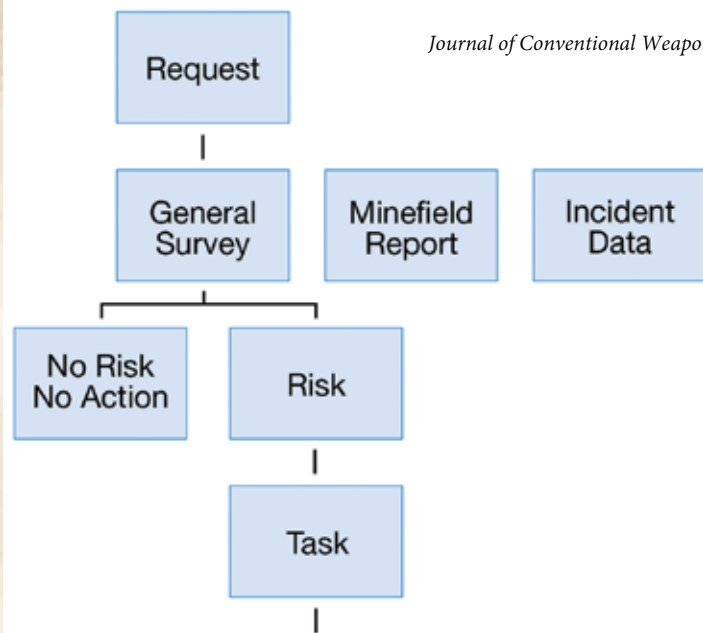 Journal of Conventional Weapo
Request
General
Survey
Minefield
Report
Incident
Data
No Risk
No Action
Risk
Task